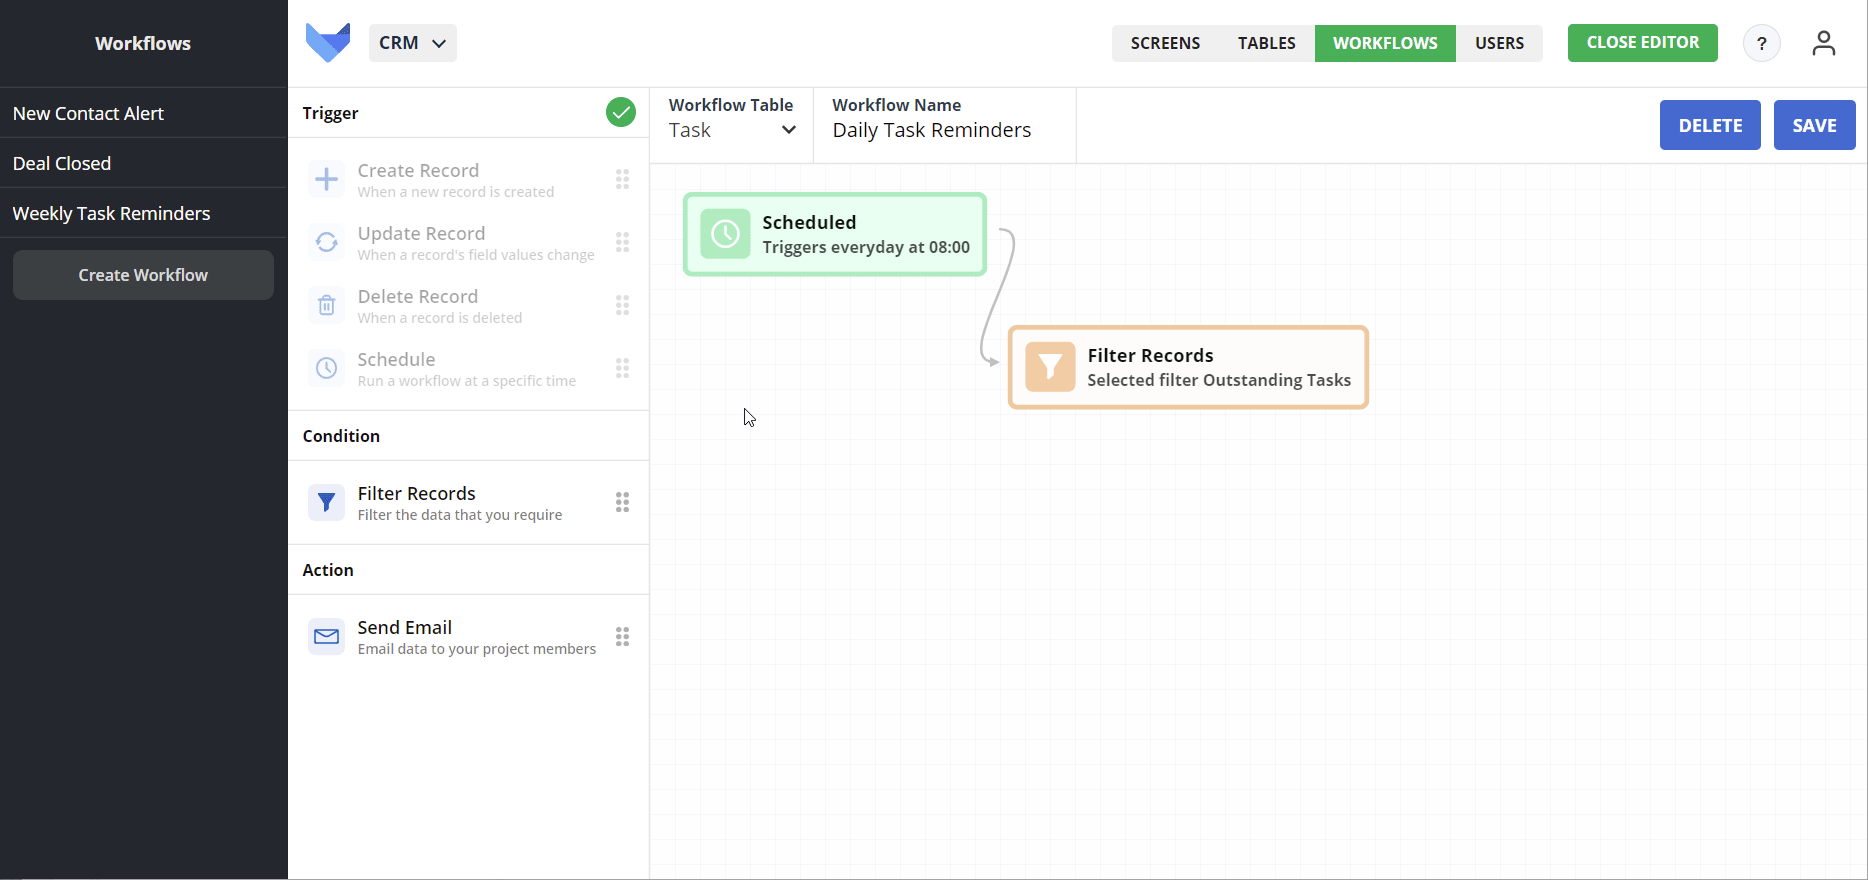 Workflows
New Contact Alert
Deal Closed
Weekly Task Reminders
Create Workflow
CRM
SCREENS
TABLES
WORKFLOWS
USERS
CLOSE EDITOR
?
Trigger
Create Record
When a new record is created
Update Record
When a record's field values change
Delete Record
When a record is deleted
Schedule
Run a workflow at a specific time
Condition
Filter Records
Filter the data that you require
Action
Send Email
Email data to your project members
Workflow Table
Task
Workflow Name
Daily Task Reminders
DELETE
SAVE
Scheduled
Triggers everyday at 08:00
Filter Records
Selected filter Outstanding Tasks